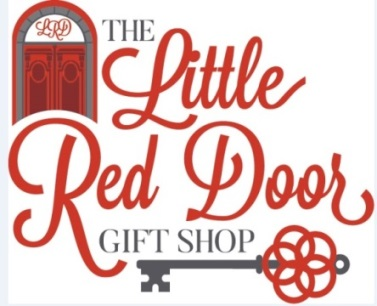 LRD
THE
Little
Red Door
GIFT SHOP